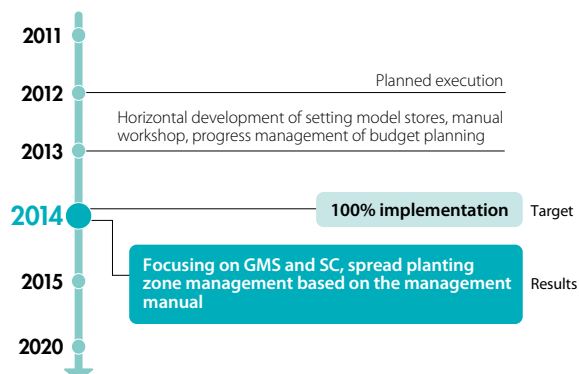 2011
Planned execution
2012
Horizontal development of setting model stores, manual
workshop, progress management of budget planning
2013
2014
100% implementation
Target
Focusing on GMS and SC, spread planting
zone management based on the management
manual
Results
2015
2020